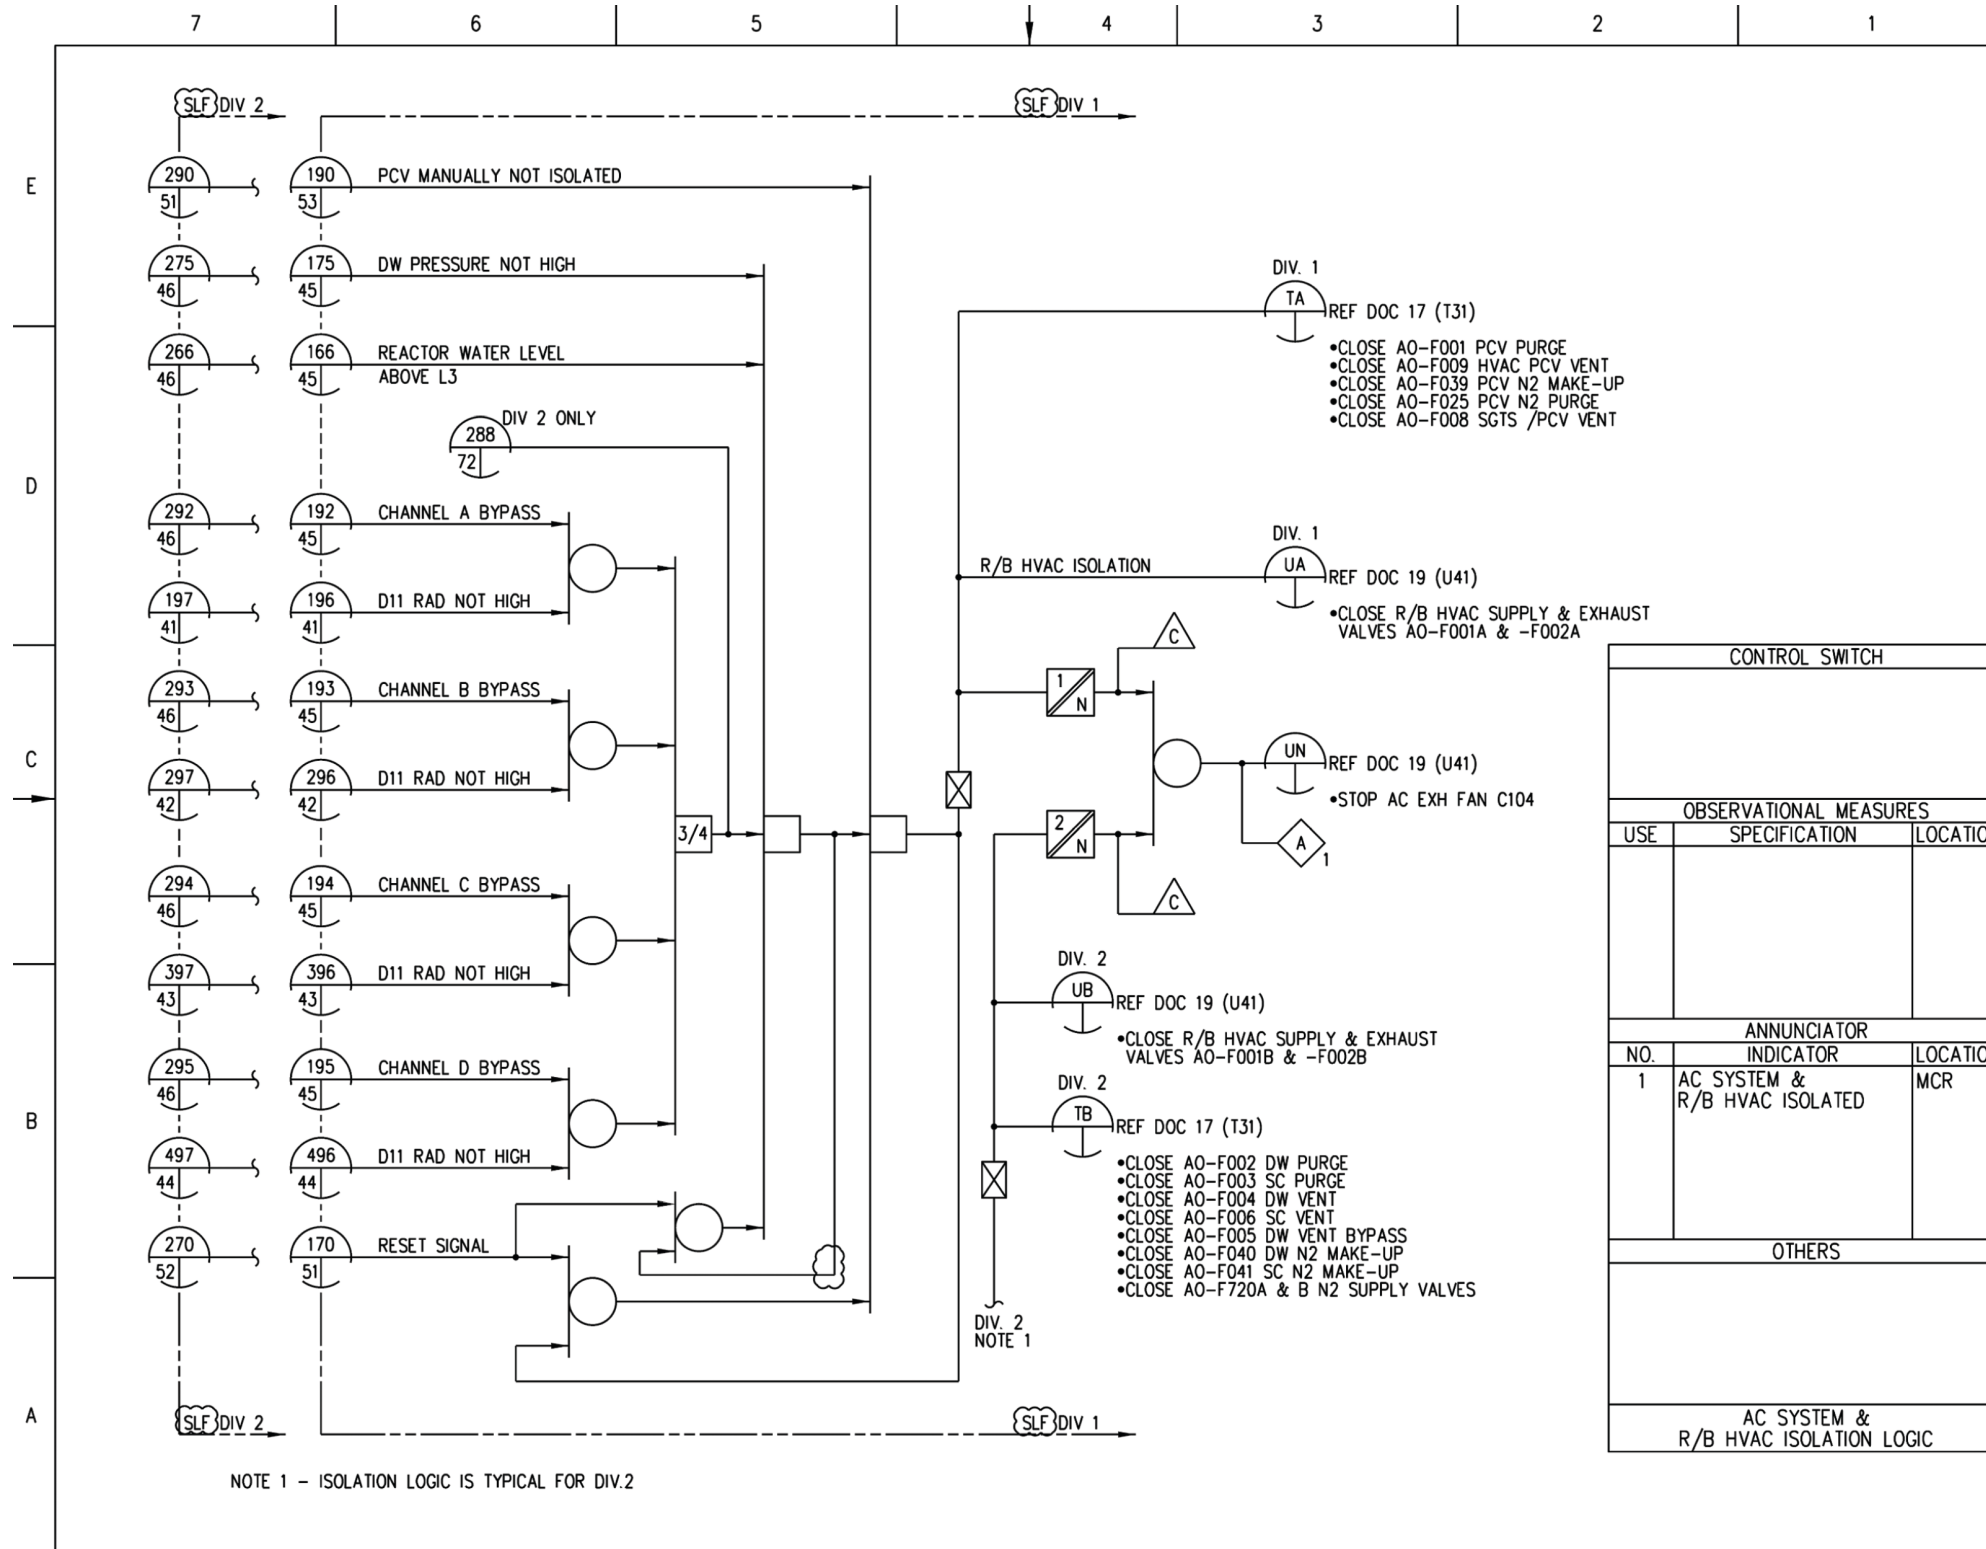 7 6 5 4 3 2 1
SLF DIV 2
SLF DIV 1
E
290
51
190
53
PCV MANUALLY NOT ISOLATED
275
46
175
45
DW PRESSURE NOT HIGH
DIV. 1
TA
REF DOC 17 (T31)
•CLOSE AO-F001 PCV PURGE
•CLOSE AO-F009 HVAC PCV VENT
•CLOSE AO-F039 PCV N2 MAKE-UP
•CLOSE AO-F025 PCV N2 PURGE
•CLOSE AO-F008 SGTS /PCV VENT
266
46
166
45
REACTOR WATER LEVEL
ABOVE L3
288
72
DIV 2 ONLY
D
292
46
192
45
CHANNEL A BYPASS
197
41
196
41
D11 RAD NOT HIGH
R/B HVAC ISOLATION
DIV. 1
UA
REF DOC 19 (U41)
•CLOSE R/B HVAC SUPPLY & EXHAUST
VALVES AO-F001A & -F002A
C
293
46
193
45
CHANNEL B BYPASS
1
N
C
297
42
296
42
D11 RAD NOT HIGH
UN
REF DOC 19 (U41)
•STOP AC EXH FAN C104
3/4
2
N
A
1
C
294
46
194
45
CHANNEL C BYPASS
397
43
396
43
D11 RAD NOT HIGH
DIV. 2
UB
REF DOC 19 (U41)
•CLOSE R/B HVAC SUPPLY & EXHAUST
VALVES AO-F001B & -F002B
B
295
46
195
45
CHANNEL D BYPASS
497
44
496
44
D11 RAD NOT HIGH
DIV. 2
TB
REF DOC 17 (T31)
•CLOSE AO-F002 DW PURGE
•CLOSE AO-F003 SC PURGE
•CLOSE AO-F004 DW VENT
•CLOSE AO-F006 SC VENT
•CLOSE AO-F005 DW VENT BYPASS
•CLOSE AO-F040 DW N2 MAKE-UP
•CLOSE AO-F041 SC N2 MAKE-UP
•CLOSE AO-F720A & B N2 SUPPLY VALVES
270
52
170
51
RESET SIGNAL
DIV. 2
NOTE 1
A
SLF DIV 2
SLF DIV 1
NOTE 1 - ISOLATION LOGIC IS TYPICAL FOR DIV.2
CONTROL SWITCH
OBSERVATIONAL MEASURES
USE SPECIFICATION LOCATIO
ANNUNCIATOR
NO. INDICATOR LOCATIO
1 AC SYSTEM & MCR
R/B HVAC ISOLATED
OTHERS
AC SYSTEM &
R/B HVAC ISOLATION LOGIC